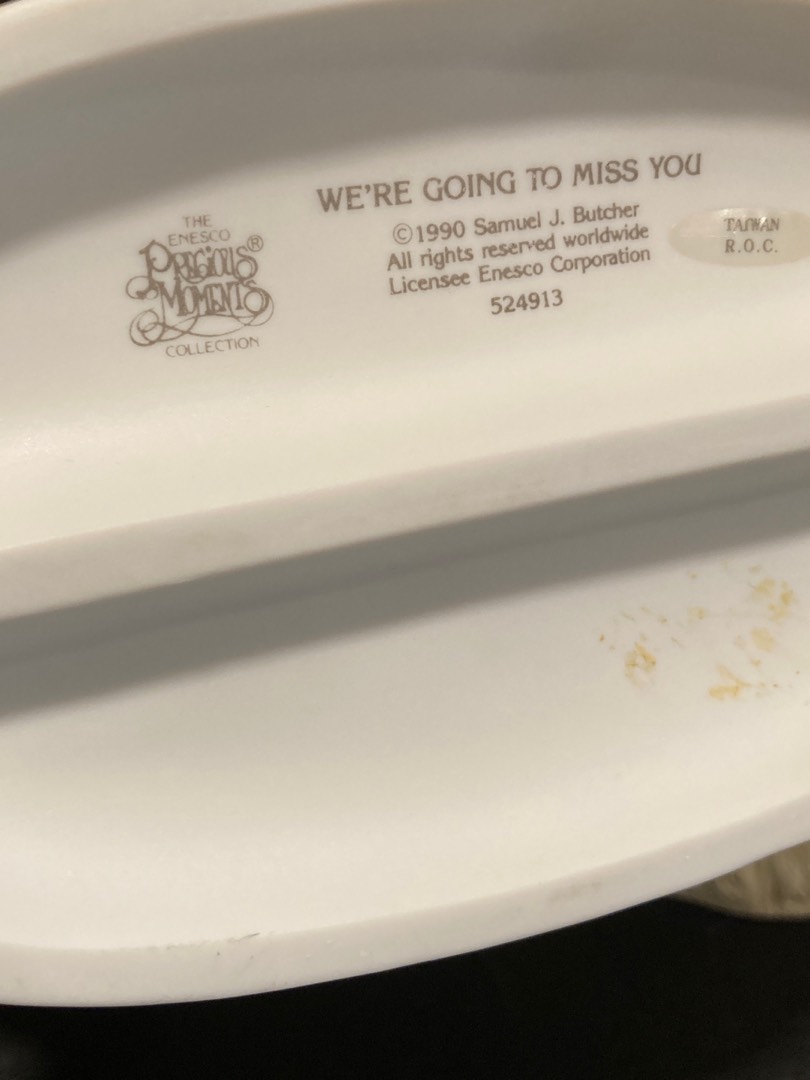 THE
ENESCO
PRECIOUS®
MOMENTS
COLLECTION
WE'RE GOING TO MISS YOU
©1990 Samuel J. Butcher
All rights reserved worldwide
Licensee Enesco Corporation
524913
TAIWAN
R.O.C.